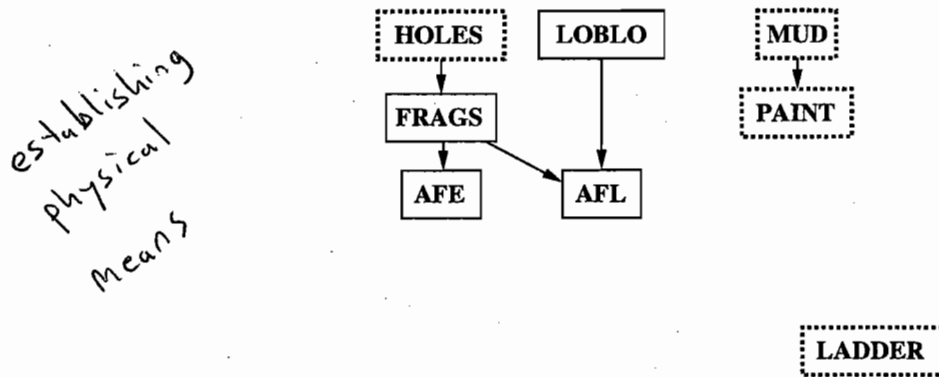 HOLES LOBLO MUD
FRAGS PAINT
AFE AFL
LADDER
establishing
physical
means